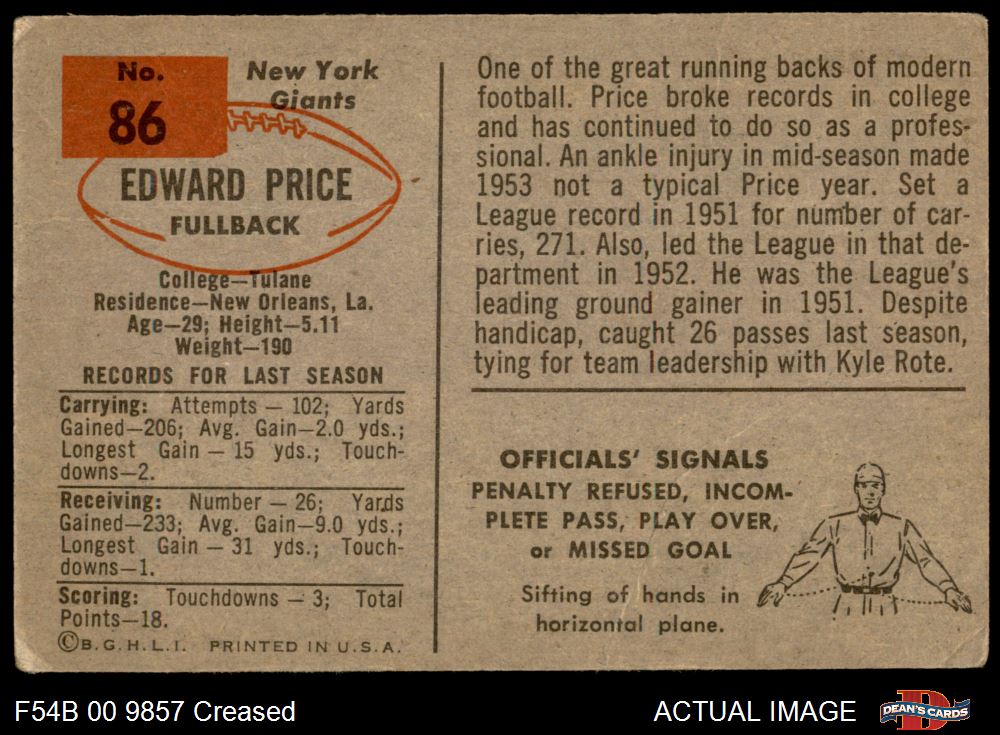 No.
86
New York
Giants
EDWARD PRICE
FULLBACK
College—Tulane
Residence—New Orleans, La.
Age—29; Height—5.11
Weight—190
RECORDS FOR LAST SEASON
Carrying: Attempts — 102; Yards
Gained—206; Avg. Gain—2.0 yds.;
Longest Gain — 15 yds.; Touch-
downs—2.
Receiving: Number — 26; Yards
Gained—233; Avg. Gain—9.0 yds.;
Longest Gain — 31 yds.; Touch-
downs—1.
Scoring: Touchdowns — 3; Total
Points—18.
©B.G.H.L.I. PRINTED IN U.S.A.
One of the great running backs of modern
football. Price broke records in college
and has continued to do so as a profes-
sional. An ankle injury in mid-season made
1953 not a typical Price year. Set a
League record in 1951 for number of car-
ries, 271. Also, led the League in that de-
partment in 1952. He was the League's
leading ground gainer in 1951. Despite
handicap, caught 26 passes last season,
tying for team leadership with Kyle Rote.
OFFICIALS' SIGNALS
PENALTY REFUSED, INCOM-
PLETE PASS, PLAY OVER,
or MISSED GOAL
Sifting of hands in
horizontal plane.
F54B 00 9857 Creased
ACTUAL IMAGE
D
DEAN'S CARDS